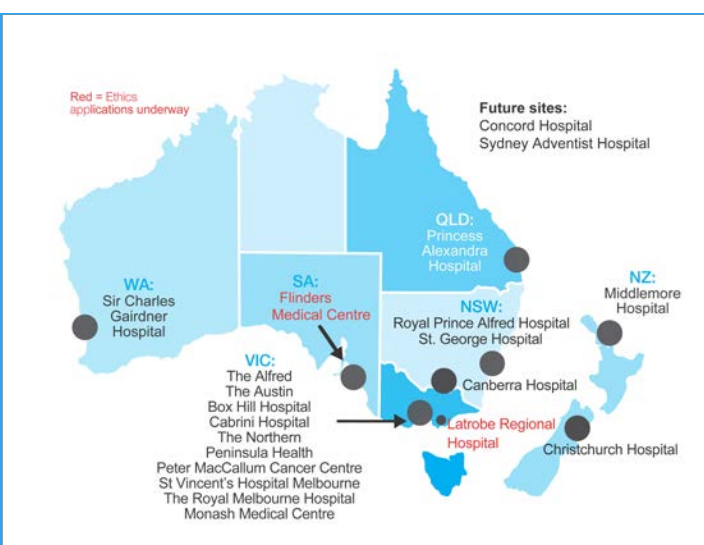 Red = Ethics
applications underway
Future sites:
Concord Hospital
Sydney Adventist Hospital
QLD:
Princess
Alexandra
Hospital
WA:
Sir Charles
Gairdner
Hospital
SA:
Flinders
Medical Centre
NZ:
Middlemore
Hospital
NSW:
Royal Prince Alfred Hospital
St. George Hospital
Canberra Hospital
VIC:
The Alfred
The Austin
Box Hill Hospital
Cabrini Hospital
The Northern
Peninsula Health
Peter MacCallum Cancer Centre
St Vincent's Hospital Melbourne
The Royal Melbourne Hospital
Monash Medical Centre
Latrobe Regional
Hospital
Christchurch Hospital